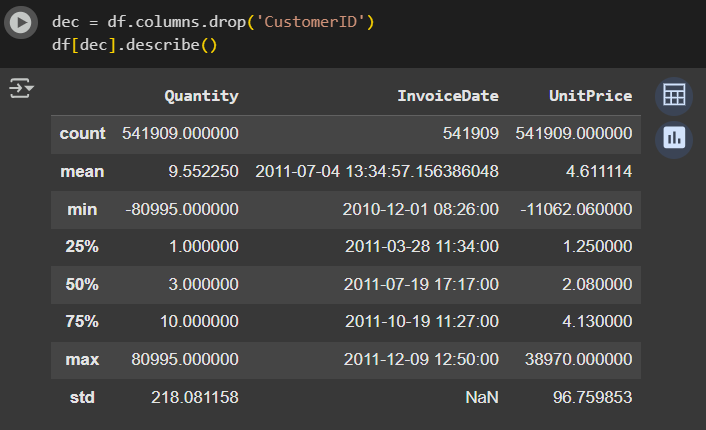 dec = df.columns.drop('CustomerID')
df[dec].describe()
Quantity InvoiceDate UnitPrice
count 541909.000000 541909 541909.000000
mean 9.552250 2011-07-04 13:34:57.156386048 4.611114
min -80995.000000 2010-12-01 08:26:00 -11062.060000
25% 1.000000 2011-03-28 11:34:00 1.250000
50% 3.000000 2011-07-19 17:17:00 2.080000
75% 10.000000 2011-10-19 11:27:00 4.130000
max 80995.000000 2011-12-09 12:50:00 38970.000000
std 218.081158 NaN 96.759853